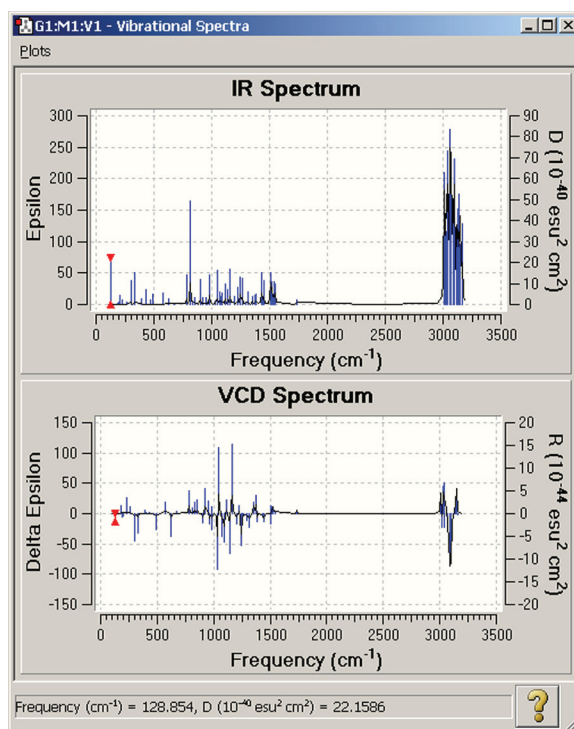 G1:M1:V1 - Vibrational Spectra
Plots
IR Spectrum
300
250
200
150
100
50
0
Epsilon
90
80
70
60
50
40
30
20
10
0
D (10⁻⁴⁰ esu² cm²)
0 500 1000 1500 2000 2500 3000 3500
Frequency (cm⁻¹)
VCD Spectrum
150
100
50
0
-50
-100
-150
Delta Epsilon
20
15
10
5
0
-5
-10
-15
-20
R (10⁻⁴⁴ esu² cm²)
0 500 1000 1500 2000 2500 3000 3500
Frequency (cm⁻¹)
Frequency (cm⁻¹) = 128.854, D (10⁻⁴⁰ esu² cm²) = 22.1586
?